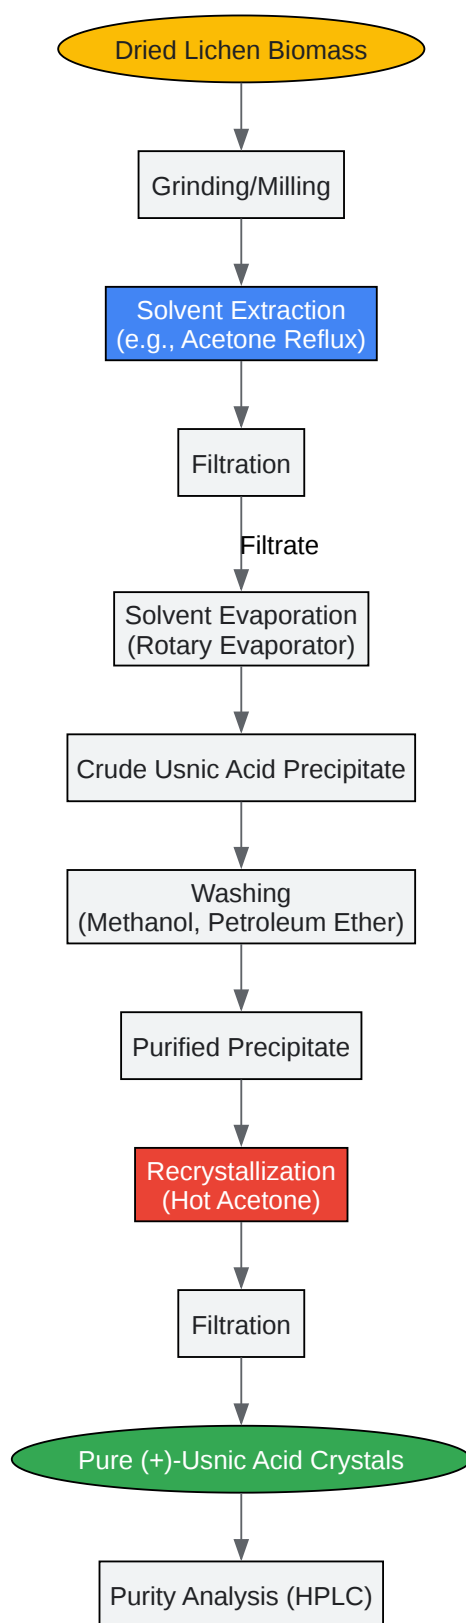 Dried Lichen Biomass
Grinding/Milling
Solvent Extraction
(e.g., Acetone Reflux)
Filtration
Filtrate
Solvent Evaporation
(Rotary Evaporator)
Crude Usnic Acid Precipitate
Washing
(Methanol, Petroleum Ether)
Purified Precipitate
Recrystallization
(Hot Acetone)
Filtration
Pure (+)-Usnic Acid Crystals
Purity Analysis (HPLC)